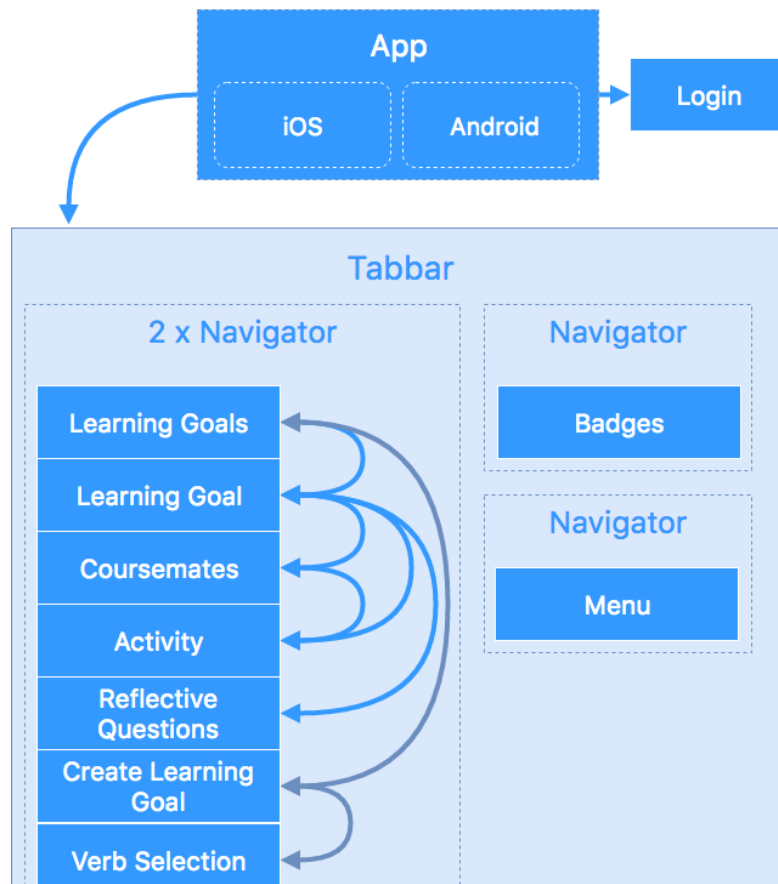 App
iOS
Android
Login
Tabbar
2 x Navigator
Learning Goals
Learning Goal
Coursemates
Activity
Reflective
Questions
Create Learning
Goal
Verb Selection
Navigator
Badges
Navigator
Menu